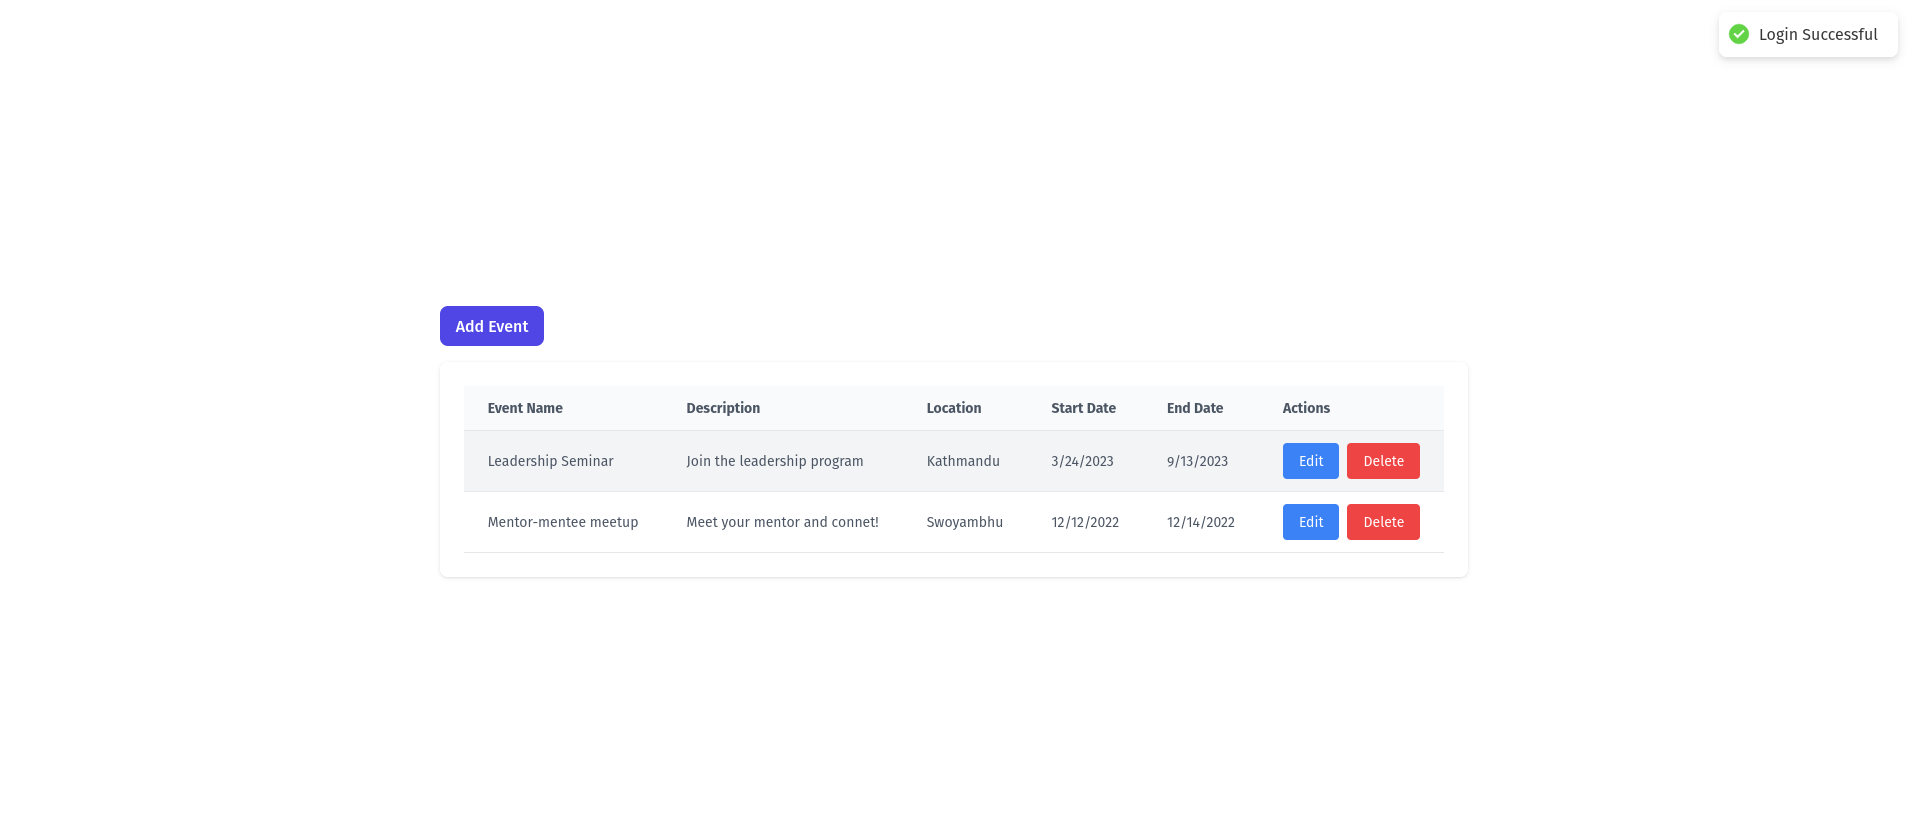 Login Successful
Add Event
Event Name Description Location Start Date End Date Actions
Leadership Seminar Join the leadership program Kathmandu 3/24/2023 9/13/2023 Edit Delete
Mentor-mentee meetup Meet your mentor and connet! Swoyambhu 12/12/2022 12/14/2022 Edit Delete